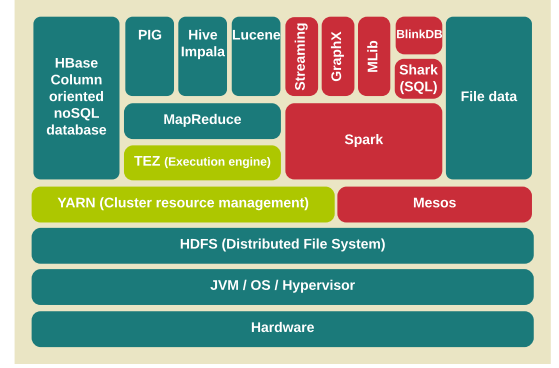 HBase
Column
oriented
noSQL
database
PIG
Hive
Impala
Lucene
Streaming
GraphX
MLib
BlinkDB
Shark
(SQL)
File data
MapReduce
Spark
TEZ (Execution engine)
YARN (Cluster resource management)
Mesos
HDFS (Distributed File System)
JVM / OS / Hypervisor
Hardware